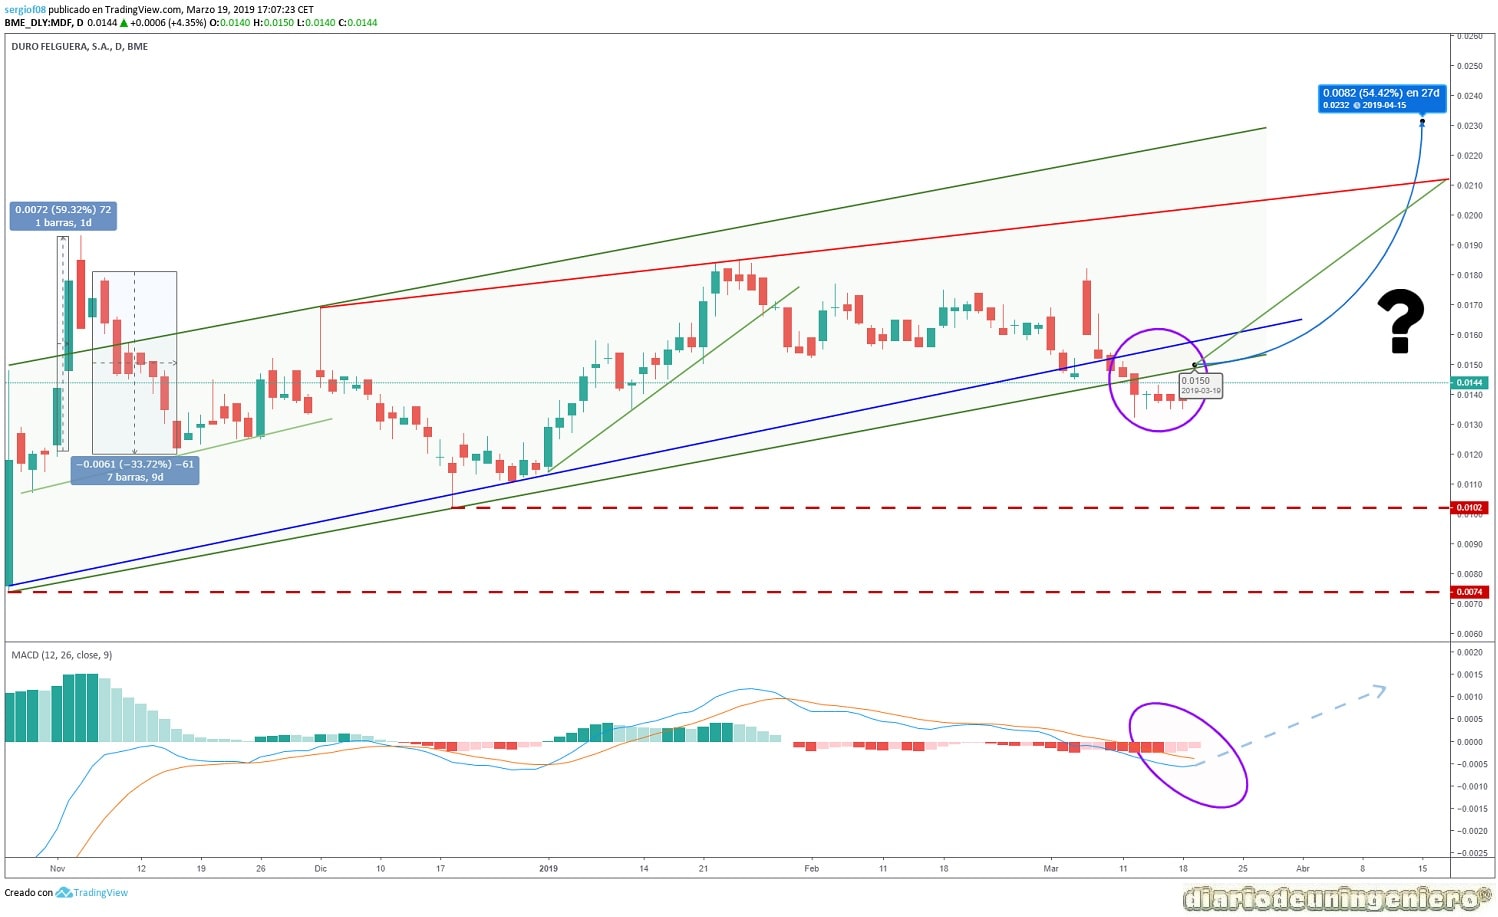 sergiof08 publicado en TradingView.com, Marzo 19, 2019 17:07:23 CET
BME_DLY:MDF, D 0.0144 ▲ +0.0006 (+4.35%) O:0.0140 H:0.0150 L:0.0140 C:0.0144
DURO FELGUERA, S.A., D, BME
0.0260
0.0250
0.0240
0.0230
0.0220
0.0210
0.0200
0.0190
0.0180
0.0170
0.0160
0.0150
0.0144
0.0140
0.0130
0.0120
0.0110
0.0102
0.0100
0.0090
0.0080
0.0074
0.0070
0.0060
0.0082 (54.42%) en 27d
0.0232 @ 2019-04-15
0.0072 (59.32%) 72
1 barras, 1d
−0.0061 (−33.72%) −61
7 barras, 9d
?
0.0150
2019-03-19
MACD (12, 26, close, 9)
0.0020
0.0015
0.0010
0.0005
0.0000
−0.0005
−0.0010
−0.0015
−0.0020
−0.0025
Nov 12 19 26 Dic 10 17 2019 14 21 Feb 11 18 Mar 11 18 25 Abr 8 15
Creado con TradingView
diariodeuningeniero®